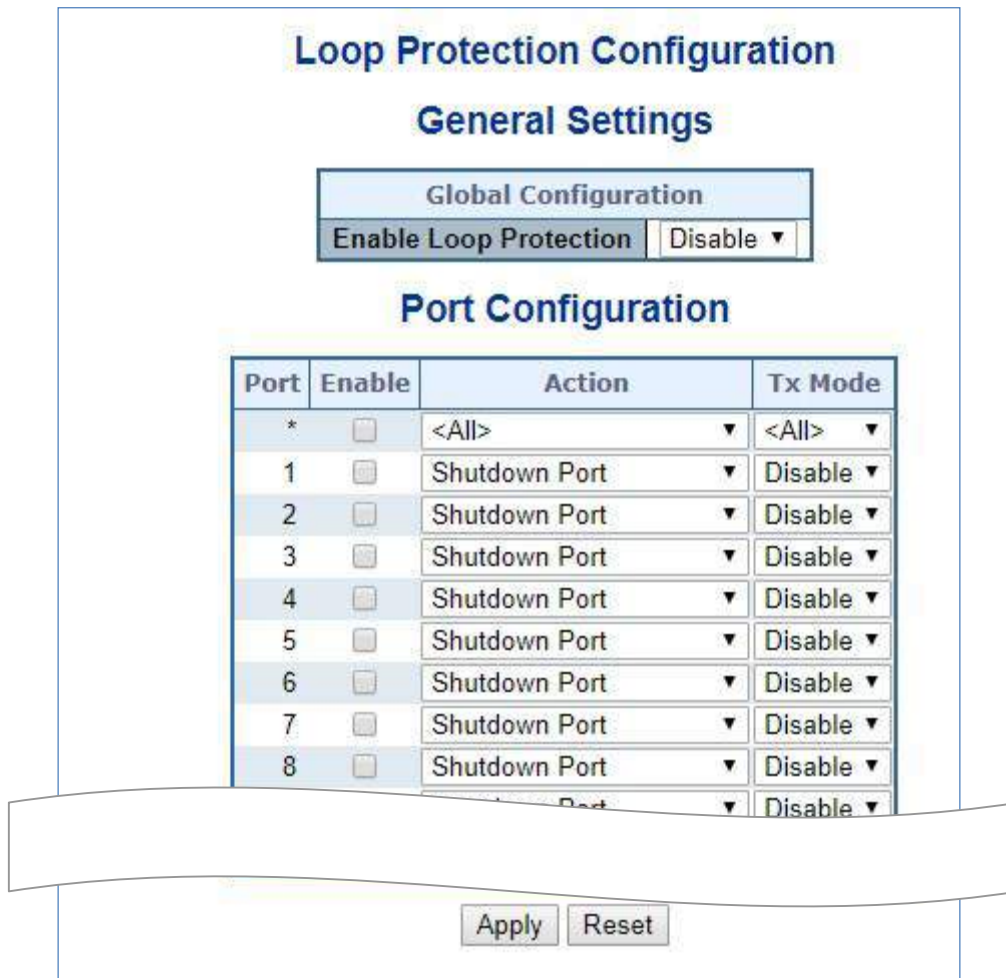 Loop Protection Configuration
General Settings
Global Configuration
Enable Loop Protection Disable
Port Configuration
Port Enable Action Tx Mode
* <All> <All>
1 Shutdown Port Disable
2 Shutdown Port Disable
3 Shutdown Port Disable
4 Shutdown Port Disable
5 Shutdown Port Disable
6 Shutdown Port Disable
7 Shutdown Port Disable
8 Shutdown Port Disable
Port Disable
Apply Reset